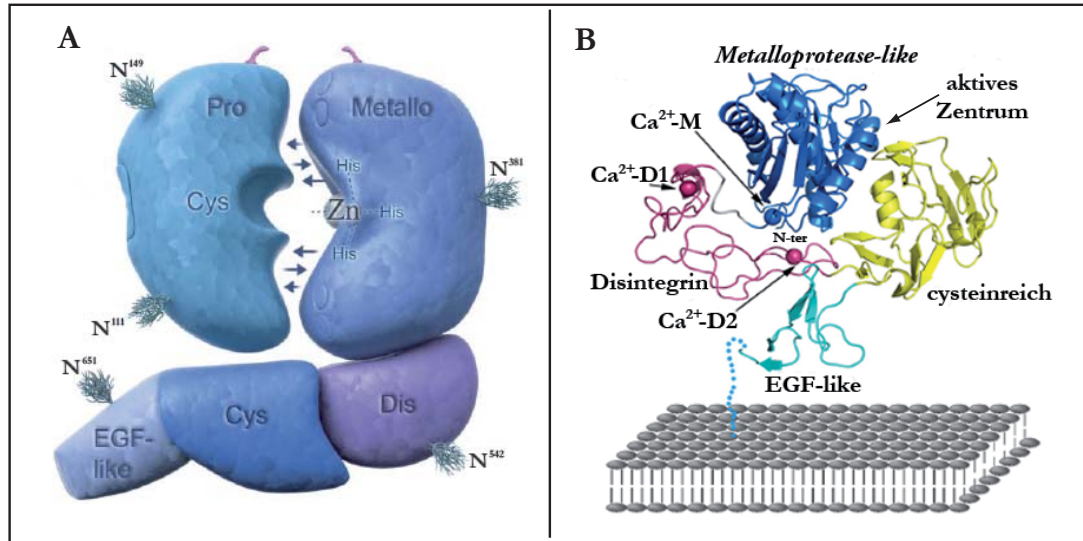 A
N¹⁴⁹
Pro
Metallo
His
N³⁸¹
Cys
Zn
His
His
N¹¹¹
N⁶⁵¹
Cys
Dis
EGF-
like
N⁵⁴²
B
Metalloprotease-like
aktives
Zentrum
Ca²⁺-M
Ca²⁺-D1
N-ter
Disintegrin
cysteinreich
Ca²⁺-D2
EGF-like